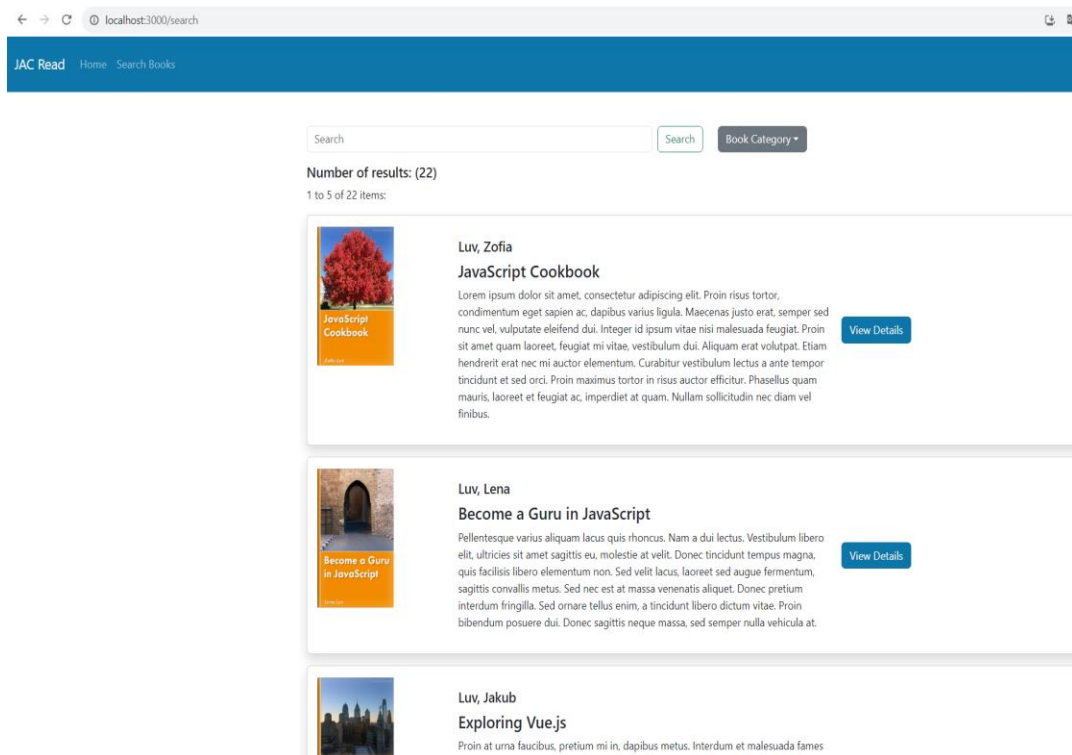 localhost:3000/search
JAC Read Home Search Books
Search Search Book Category
Number of results: (22)
1 to 5 of 22 items:
JavaScript
Cookbook
Luv, Zofia
JavaScript Cookbook
Lorem ipsum dolor sit amet, consectetur adipiscing elit. Proin risus tortor,
condimentum eget sapien ac, dapibus varius ligula. Maecenas justo erat, semper sed
nunc vel, vulputate eleifend dui. Integer id ipsum vitae nisi malesuada feugiat. Proin
sit amet quam laoreet, feugiat mi vitae, vestibulum dui. Aliquam erat volutpat. Etiam
hendrerit erat nec mi auctor elementum. Curabitur vestibulum lectus a ante tempor
tincidunt et sed orci. Proin maximus tortor in risus auctor efficitur. Phasellus quam
mauris, laoreet et feugiat ac, imperdiet at quam. Nullam sollicitudin nec diam vel
finibus.
View Details
Become a Guru
in JavaScript
Luv, Lena
Become a Guru in JavaScript
Pellentesque varius aliquam lacus quis rhoncus. Nam a dui lectus. Vestibulum libero
elit, ultricies sit amet sagittis eu, molestie at velit. Donec tincidunt tempus magna,
quis facilisis libero elementum non. Sed velit lacus, laoreet sed augue fermentum,
sagittis convallis metus. Sed nec est at massa venenatis aliquet. Donec pretium
interdum fringilla. Sed ornare tellus enim, a tincidunt libero dictum vitae. Proin
bibendum posuere dui. Donec sagittis neque massa, sed semper nulla vehicula at.
View Details
Luv, Jakub
Exploring Vue.js
Proin at urna faucibus, pretium mi in, dapibus metus. Interdum et malesuada fames